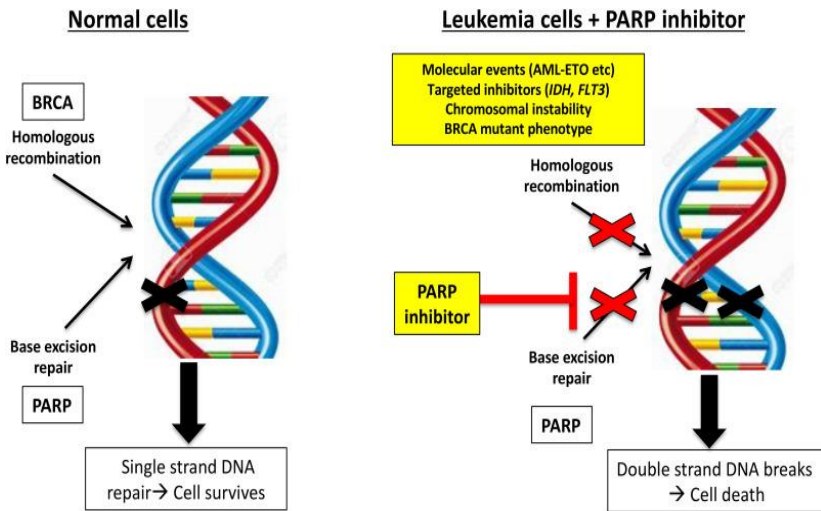 Normal cells
BRCA
Homologous
recombination
Base excision
repair
PARP
Single strand DNA
repair→ Cell survives
Leukemia cells + PARP inhibitor
Molecular events (AML-ETO etc)
Targeted inhibitors (IDH, FLT3)
Chromosomal instability
BRCA mutant phenotype
Homologous
recombination
PARP
inhibitor
Base excision
repair
PARP
Double strand DNA breaks
→ Cell death